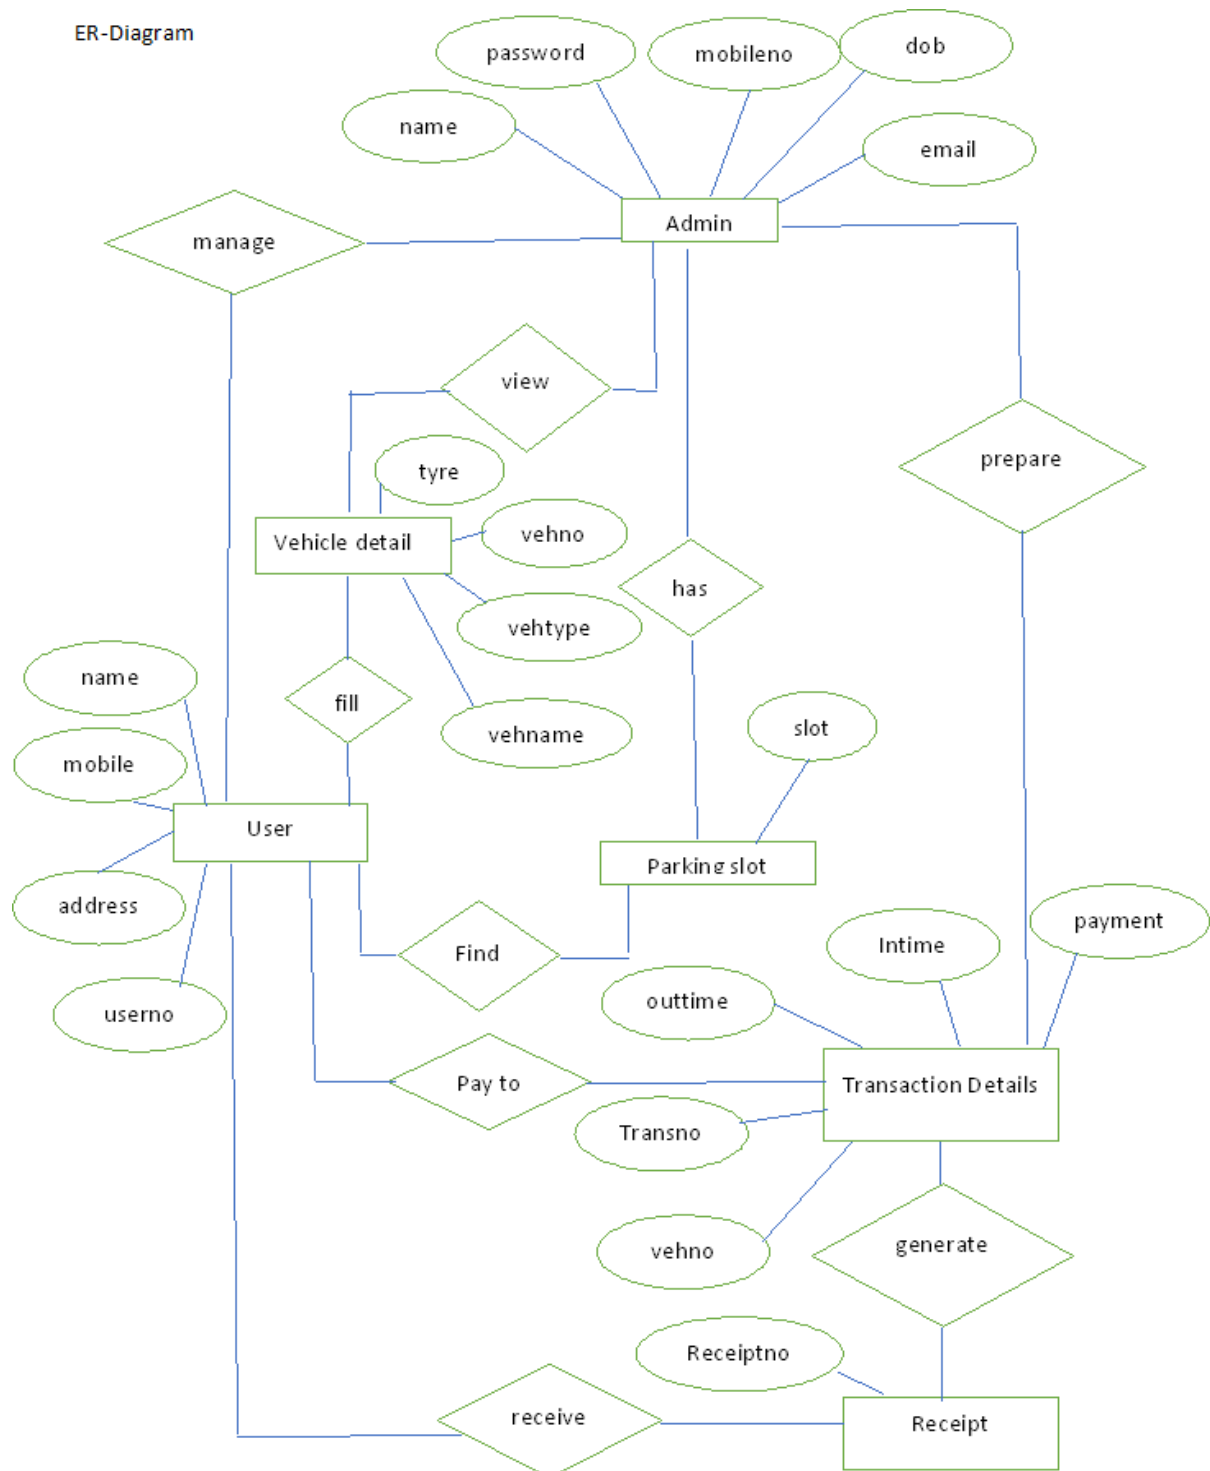 ER-Diagram
password
mobileno
dob
name
email
Admin
manage
view
tyre
prepare
vehno
Vehicle detail
has
vehtype
name
fill
slot
vehname
mobile
User
Parking slot
address
payment
Intime
Find
outtime
userno
Pay to
Transaction Details
Transno
vehno
generate
Receiptno
receive
Receipt